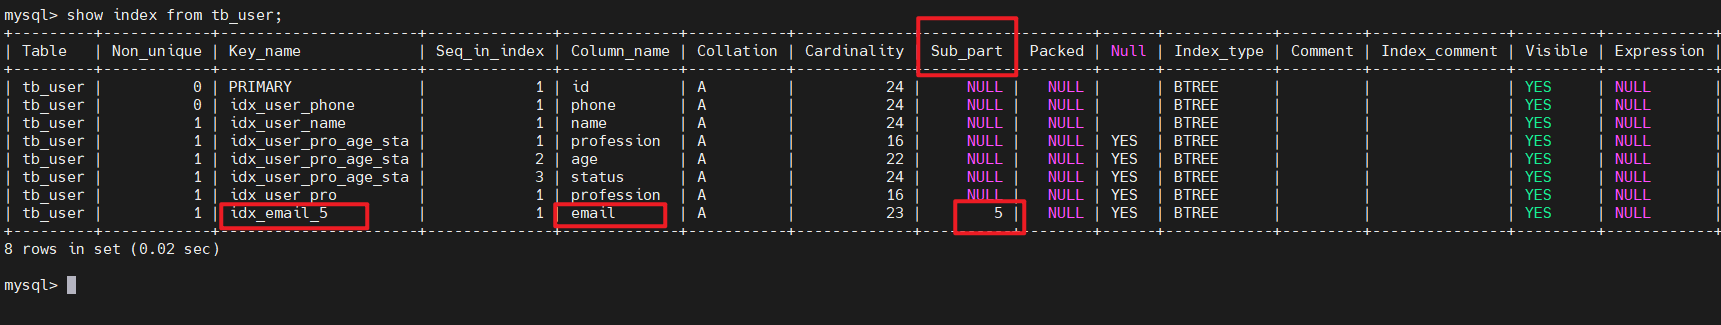 mysql> show index from tb_user;
+---------+------------+----------------------+--------------+-------------+-----------+-------------+----------+--------+------+------------+---------+---------------+---------+------------+
| Table   | Non_unique | Key_name             | Seq_in_index | Column_name | Collation | Cardinality | Sub_part | Packed | Null | Index_type | Comment | Index_comment | Visible | Expression |
+---------+------------+----------------------+--------------+-------------+-----------+-------------+----------+--------+------+------------+---------+---------------+---------+------------+
| tb_user |          0 | PRIMARY              |            1 | id          | A         |          24 |     NULL |   NULL |      | BTREE      |         |               | YES     | NULL       |
| tb_user |          0 | idx_user_phone       |            1 | phone       | A         |          24 |     NULL |   NULL |      | BTREE      |         |               | YES     | NULL       |
| tb_user |          1 | idx_user_name        |            1 | name        | A         |          24 |     NULL |   NULL |      | BTREE      |         |               | YES     | NULL       |
| tb_user |          1 | idx_user_pro_age_sta |            1 | profession  | A         |          16 |     NULL |   NULL | YES  | BTREE      |         |               | YES     | NULL       |
| tb_user |          1 | idx_user_pro_age_sta |            2 | age         | A         |          22 |     NULL |   NULL | YES  | BTREE      |         |               | YES     | NULL       |
| tb_user |          1 | idx_user_pro_age_sta |            3 | status      | A         |          24 |     NULL |   NULL | YES  | BTREE      |         |               | YES     | NULL       |
| tb_user |          1 | idx_user_pro         |            1 | profession  | A         |          16 |     NULL |   NULL | YES  | BTREE      |         |               | YES     | NULL       |
| tb_user |          1 | idx_email_5          |            1 | email       | A         |          23 |        5 |   NULL | YES  | BTREE      |         |               | YES     | NULL       |
+---------+------------+----------------------+--------------+-------------+-----------+-------------+----------+--------+------+------------+---------+---------------+---------+------------+
8 rows in set (0.02 sec)
mysql>